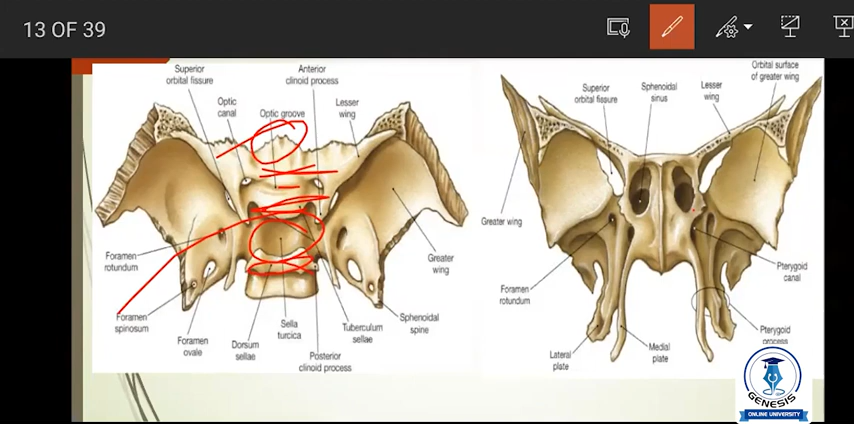 13 OF 39
Superior
orbital fissure
Optic
canal
Optic groove
Anterior
clinoid process
Lesser
wing
Foramen
rotundum
Foramen
spinosum
Foramen
ovale
Dorsum
sellae
Sella
turcica
Posterior
clinoid process
Tuberculum
sellae
Sphenoidal
spine
Greater
wing
Superior
orbital fissure
Sphenoidal
sinus
Lesser
wing
Orbital surface
of greater wing
Greater wing
Foramen
rotundum
Lateral
plate
Medial
plate
Pterygoid
process
Pterygoid
canal
GENESIS
ONLINE UNIVERSITY